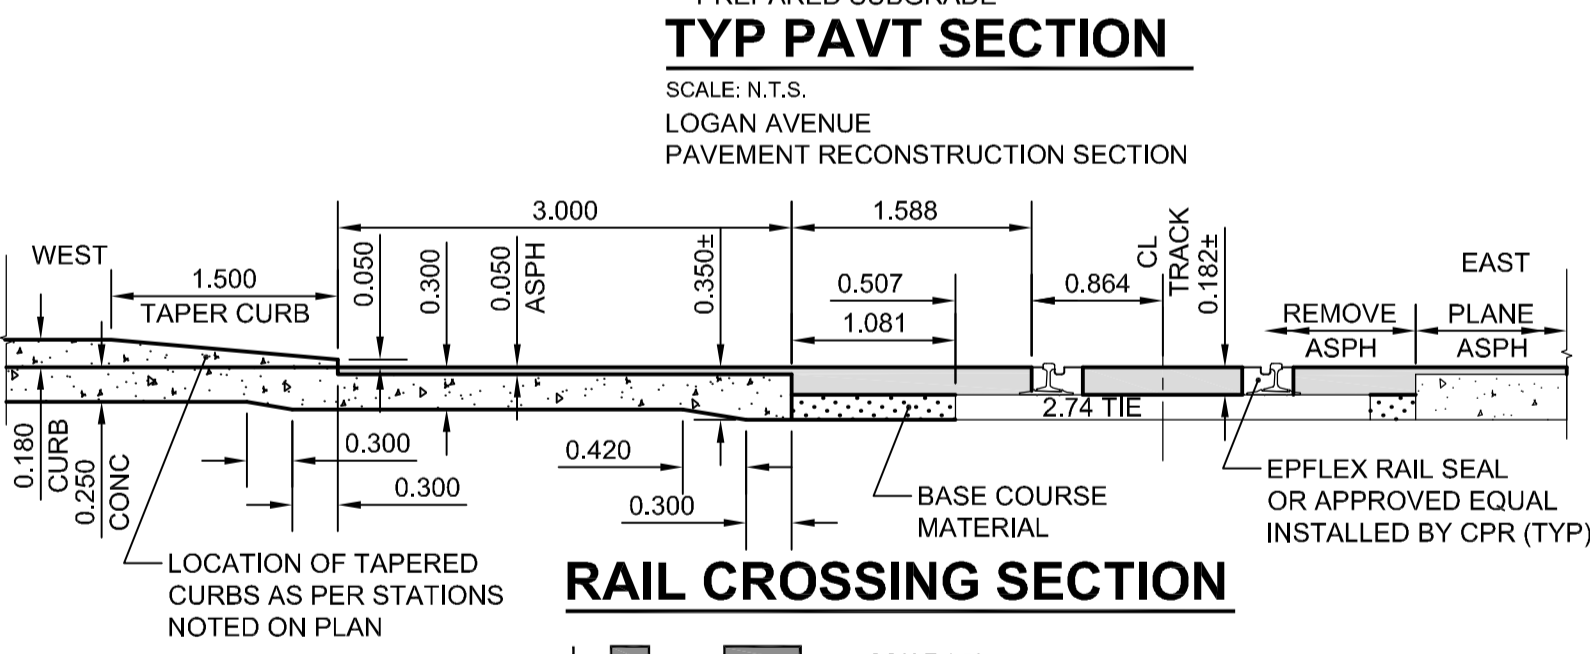 PREPARED SUBGRADE
TYP PAVT SECTION
SCALE: N.T.S.
LOGAN AVENUE
PAVEMENT RECONSTRUCTION SECTION
WEST
1.500
TAPER CURB
3.000
0.050
0.300
0.050
ASPH
0.350±
1.588
0.507
1.081
0.864
CL
TRACK
0.182±
EAST
REMOVE
ASPH
PLANE
ASPH
2.74 TIE
0.180
CURB
0.250
CONC
0.300
0.300
0.420
0.300
BASE COURSE
MATERIAL
EPFLEX RAIL SEAL
OR APPROVED EQUAL
INSTALLED BY CPR (TYP)
LOCATION OF TAPERED
CURBS AS PER STATIONS
NOTED ON PLAN
RAIL CROSSING SECTION